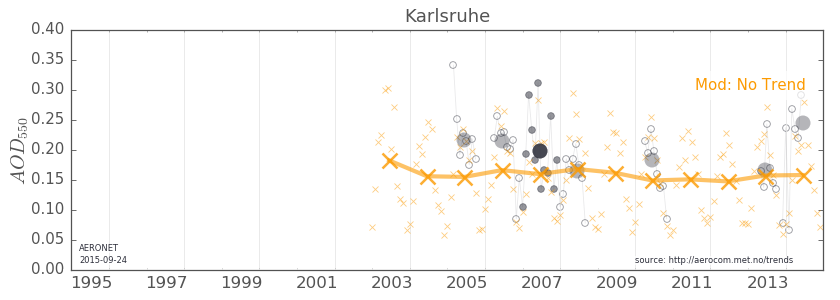 Karlsruhe
0.40
0.35
0.30
0.25
0.20
0.15
0.10
0.05
0.00
AOD550
Mod: No Trend
AERONET
2015-09-24
source: http://aerocom.met.no/trends
1995 1997 1999 2001 2003 2005 2007 2009 2011 2013